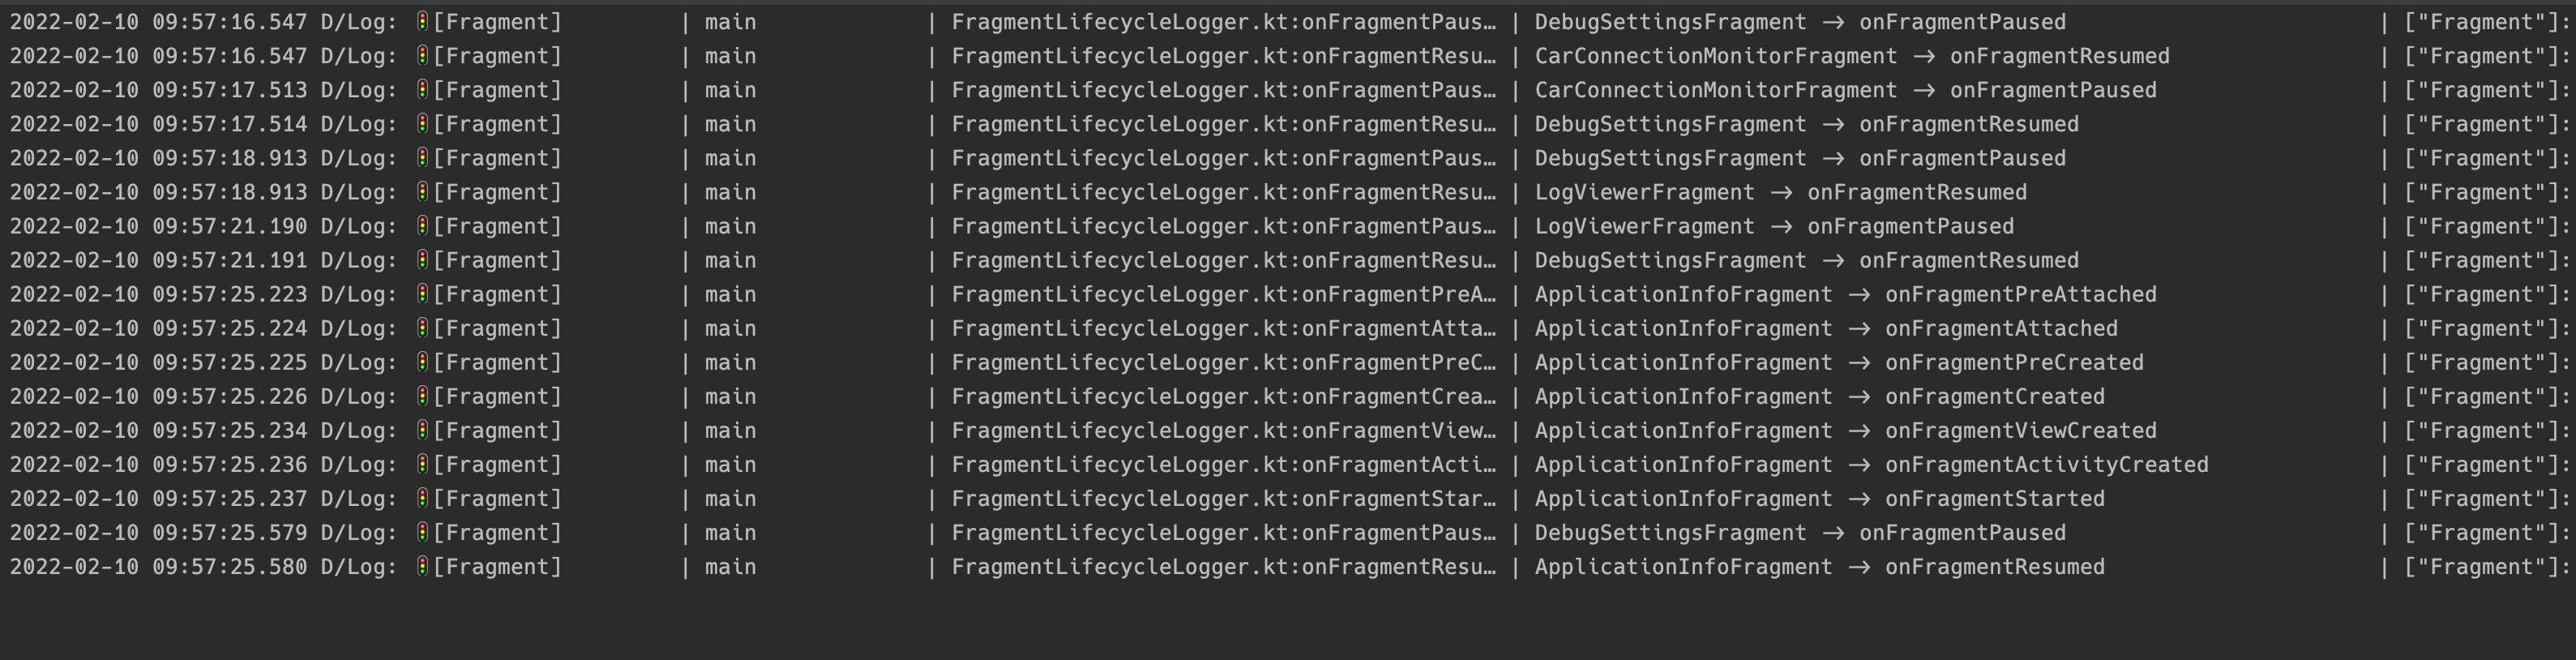 2022-02-10 09:57:16.547 D/Log: 🚦[Fragment] | main | FragmentLifecycleLogger.kt:onFragmentPaus… | DebugSettingsFragment → onFragmentPaused | ["Fragment"]:
2022-02-10 09:57:16.547 D/Log: 🚦[Fragment] | main | FragmentLifecycleLogger.kt:onFragmentResu… | CarConnectionMonitorFragment → onFragmentResumed | ["Fragment"]:
2022-02-10 09:57:17.513 D/Log: 🚦[Fragment] | main | FragmentLifecycleLogger.kt:onFragmentPaus… | CarConnectionMonitorFragment → onFragmentPaused | ["Fragment"]:
2022-02-10 09:57:17.514 D/Log: 🚦[Fragment] | main | FragmentLifecycleLogger.kt:onFragmentResu… | DebugSettingsFragment → onFragmentResumed | ["Fragment"]:
2022-02-10 09:57:18.913 D/Log: 🚦[Fragment] | main | FragmentLifecycleLogger.kt:onFragmentPaus… | DebugSettingsFragment → onFragmentPaused | ["Fragment"]:
2022-02-10 09:57:18.913 D/Log: 🚦[Fragment] | main | FragmentLifecycleLogger.kt:onFragmentResu… | LogViewerFragment → onFragmentResumed | ["Fragment"]:
2022-02-10 09:57:21.190 D/Log: 🚦[Fragment] | main | FragmentLifecycleLogger.kt:onFragmentPaus… | LogViewerFragment → onFragmentPaused | ["Fragment"]:
2022-02-10 09:57:21.191 D/Log: 🚦[Fragment] | main | FragmentLifecycleLogger.kt:onFragmentResu… | DebugSettingsFragment → onFragmentResumed | ["Fragment"]:
2022-02-10 09:57:25.223 D/Log: 🚦[Fragment] | main | FragmentLifecycleLogger.kt:onFragmentPreA… | ApplicationInfoFragment → onFragmentPreAttached | ["Fragment"]:
2022-02-10 09:57:25.224 D/Log: 🚦[Fragment] | main | FragmentLifecycleLogger.kt:onFragmentAtta… | ApplicationInfoFragment → onFragmentAttached | ["Fragment"]:
2022-02-10 09:57:25.225 D/Log: 🚦[Fragment] | main | FragmentLifecycleLogger.kt:onFragmentPreC… | ApplicationInfoFragment → onFragmentPreCreated | ["Fragment"]:
2022-02-10 09:57:25.226 D/Log: 🚦[Fragment] | main | FragmentLifecycleLogger.kt:onFragmentCrea… | ApplicationInfoFragment → onFragmentCreated | ["Fragment"]:
2022-02-10 09:57:25.234 D/Log: 🚦[Fragment] | main | FragmentLifecycleLogger.kt:onFragmentView… | ApplicationInfoFragment → onFragmentViewCreated | ["Fragment"]:
2022-02-10 09:57:25.236 D/Log: 🚦[Fragment] | main | FragmentLifecycleLogger.kt:onFragmentActi… | ApplicationInfoFragment → onFragmentActivityCreated | ["Fragment"]:
2022-02-10 09:57:25.237 D/Log: 🚦[Fragment] | main | FragmentLifecycleLogger.kt:onFragmentStar… | ApplicationInfoFragment → onFragmentStarted | ["Fragment"]:
2022-02-10 09:57:25.579 D/Log: 🚦[Fragment] | main | FragmentLifecycleLogger.kt:onFragmentPaus… | DebugSettingsFragment → onFragmentPaused | ["Fragment"]:
2022-02-10 09:57:25.580 D/Log: 🚦[Fragment] | main | FragmentLifecycleLogger.kt:onFragmentResu… | ApplicationInfoFragment → onFragmentResumed | ["Fragment"]: